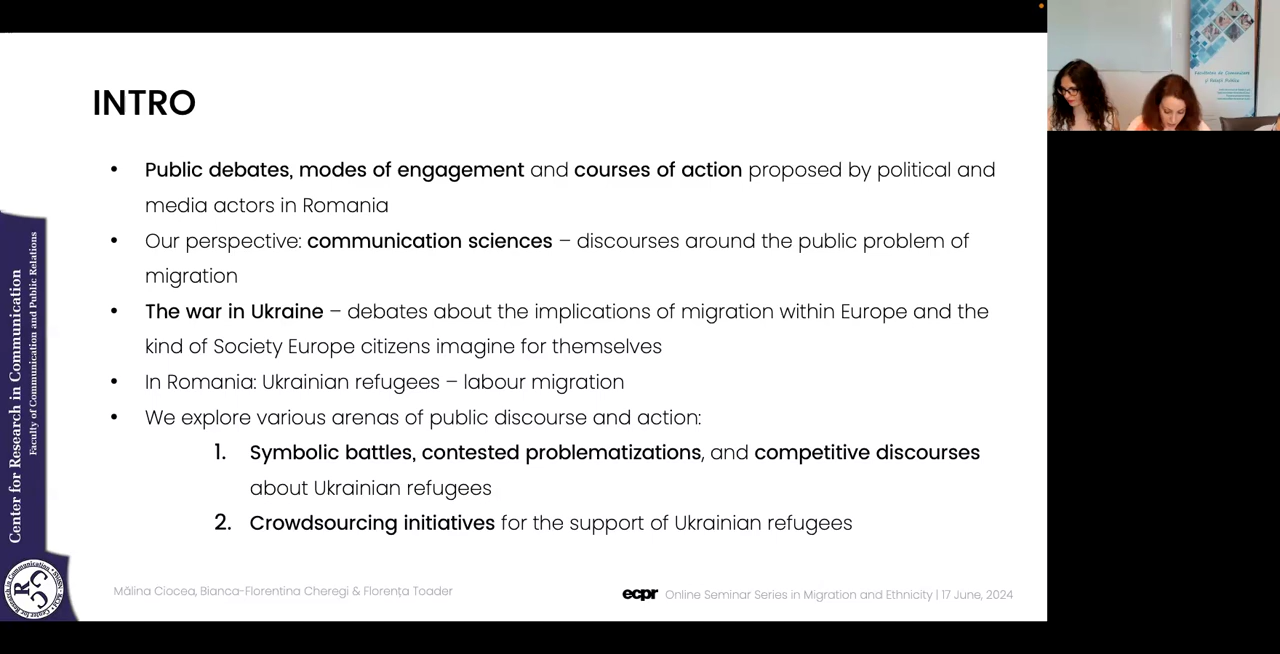 INTRO
• Public debates, modes of engagement and courses of action proposed by political and
media actors in Romania
• Our perspective: communication sciences – discourses around the public problem of
migration
• The war in Ukraine – debates about the implications of migration within Europe and the
kind of Society Europe citizens imagine for themselves
• In Romania: Ukrainian refugees – labour migration
• We explore various arenas of public discourse and action:
1. Symbolic battles, contested problematizations, and competitive discourses
about Ukrainian refugees
2. Crowdsourcing initiatives for the support of Ukrainian refugees
Mălina Ciocea, Bianca-Florentina Cheregi & Florența Toader
ecpr Online Seminar Series in Migration and Ethnicity | 17 June, 2024
Center for Research in Communication
Faculty of Communication and Public Relations
Facultatea de Comunicare
și Relații Publice